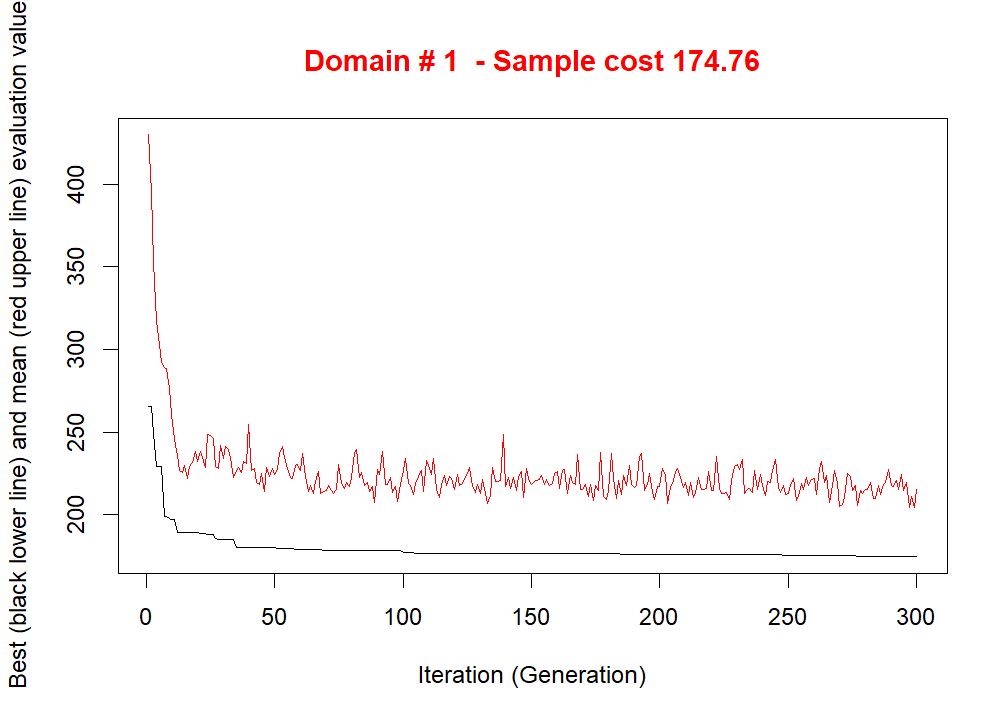 Domain # 1  - Sample cost 174.76
Best (black lower line) and mean (red upper line) evaluation value
400
350
300
250
200
0 50 100 150 200 250 300
Iteration (Generation)